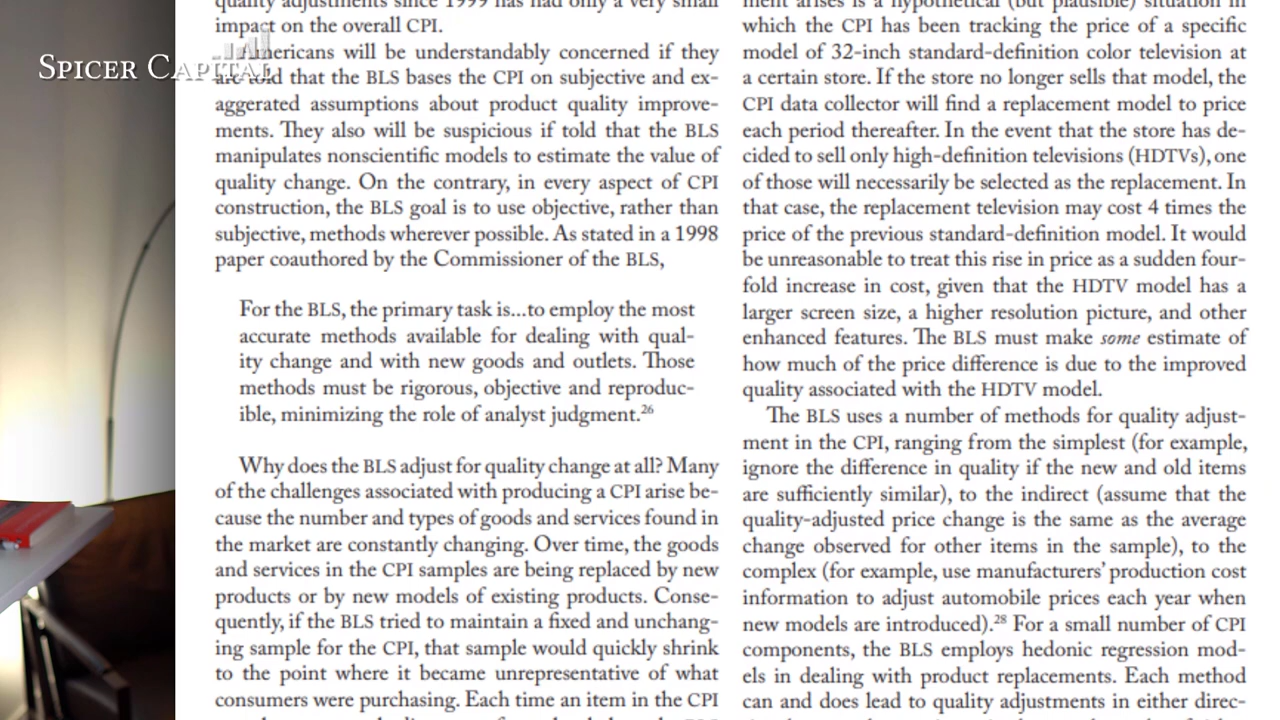 SPICER CAPITAL
quality adjustments since 1999 has had only a very small
impact on the overall CPI.
Americans will be understandably concerned if they
are told that the BLS bases the CPI on subjective and ex-
aggerated assumptions about product quality improve-
ments. They also will be suspicious if told that the BLS
manipulates nonscientific models to estimate the value of
quality change. On the contrary, in every aspect of CPI
construction, the BLS goal is to use objective, rather than
subjective, methods wherever possible. As stated in a 1998
paper coauthored by the Commissioner of the BLS,
For the BLS, the primary task is...to employ the most
accurate methods available for dealing with qual-
ity change and with new goods and outlets. Those
methods must be rigorous, objective and reproduc-
ible, minimizing the role of analyst judgment.26
Why does the BLS adjust for quality change at all? Many
of the challenges associated with producing a CPI arise be-
cause the number and types of goods and services found in
the market are constantly changing. Over time, the goods
and services in the CPI samples are being replaced by new
products or by new models of existing products. Conse-
quently, if the BLS tried to maintain a fixed and unchang-
ing sample for the CPI, that sample would quickly shrink
to the point where it became unrepresentative of what
consumers were purchasing. Each time an item in the CPI
ment arises is a hypothetical (but plausible) situation in
which the CPI has been tracking the price of a specific
model of 32-inch standard-definition color television at
a certain store. If the store no longer sells that model, the
CPI data collector will find a replacement model to price
each period thereafter. In the event that the store has de-
cided to sell only high-definition televisions (HDTVs), one
of those will necessarily be selected as the replacement. In
that case, the replacement television may cost 4 times the
price of the previous standard-definition model. It would
be unreasonable to treat this rise in price as a sudden four-
fold increase in cost, given that the HDTV model has a
larger screen size, a higher resolution picture, and other
enhanced features. The BLS must make some estimate of
how much of the price difference is due to the improved
quality associated with the HDTV model.
The BLS uses a number of methods for quality adjust-
ment in the CPI, ranging from the simplest (for example,
ignore the difference in quality if the new and old items
are sufficiently similar), to the indirect (assume that the
quality-adjusted price change is the same as the average
change observed for other items in the sample), to the
complex (for example, use manufacturers' production cost
information to adjust automobile prices each year when
new models are introduced).28 For a small number of CPI
components, the BLS employs hedonic regression mod-
els in dealing with product replacements. Each method
can and does lead to quality adjustments in either direc-